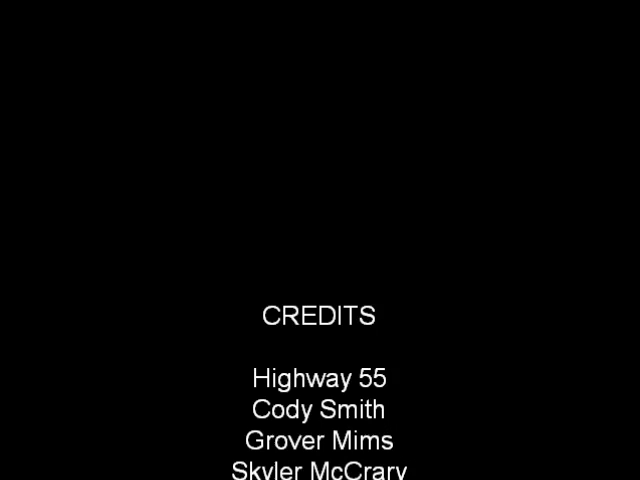 CREDITS
Highway 55
Cody Smith
Grover Mims
Skyler McCrary